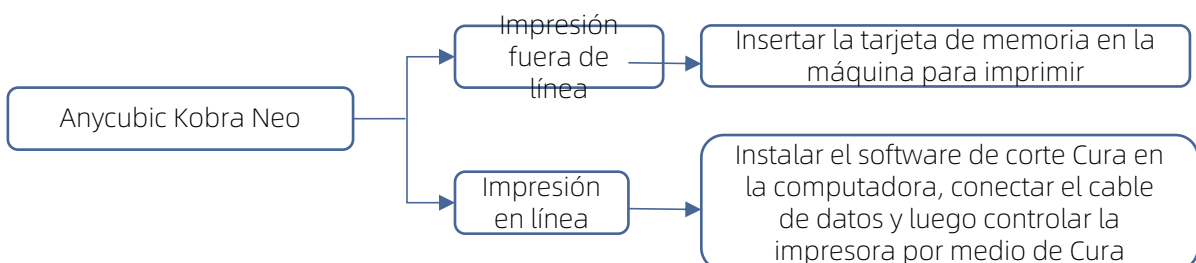 Anycubic Kobra Neo
Impresión
fuera de
línea
Insertar la tarjeta de memoria en la
máquina para imprimir
Impresión
en línea
Instalar el software de corte Cura en
la computadora, conectar el cable
de datos y luego controlar la
impresora por medio de Cura